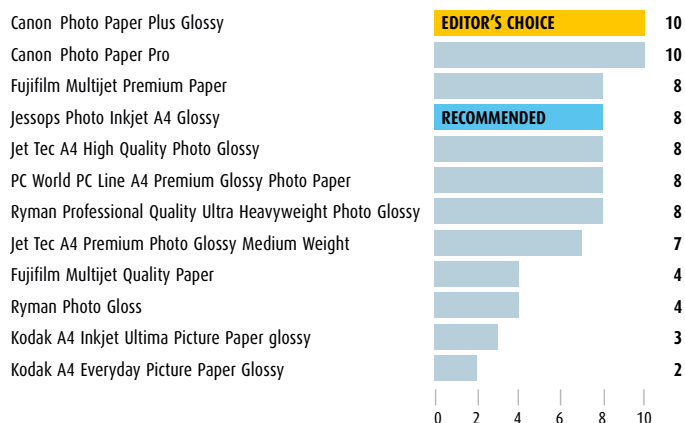 Canon Photo Paper Plus Glossy EDITOR'S CHOICE 10
Canon Photo Paper Pro 10
Fujifilm Multijet Premium Paper 8
Jessops Photo Inkjet A4 Glossy RECOMMENDED 8
Jet Tec A4 High Quality Photo Glossy 8
PC World PC Line A4 Premium Glossy Photo Paper 8
Ryman Professional Quality Ultra Heavyweight Photo Glossy 8
Jet Tec A4 Premium Photo Glossy Medium Weight 7
Fujifilm Multijet Quality Paper 4
Ryman Photo Gloss 4
Kodak A4 Inkjet Ultima Picture Paper glossy 3
Kodak A4 Everyday Picture Paper Glossy 2
0 2 4 6 8 10